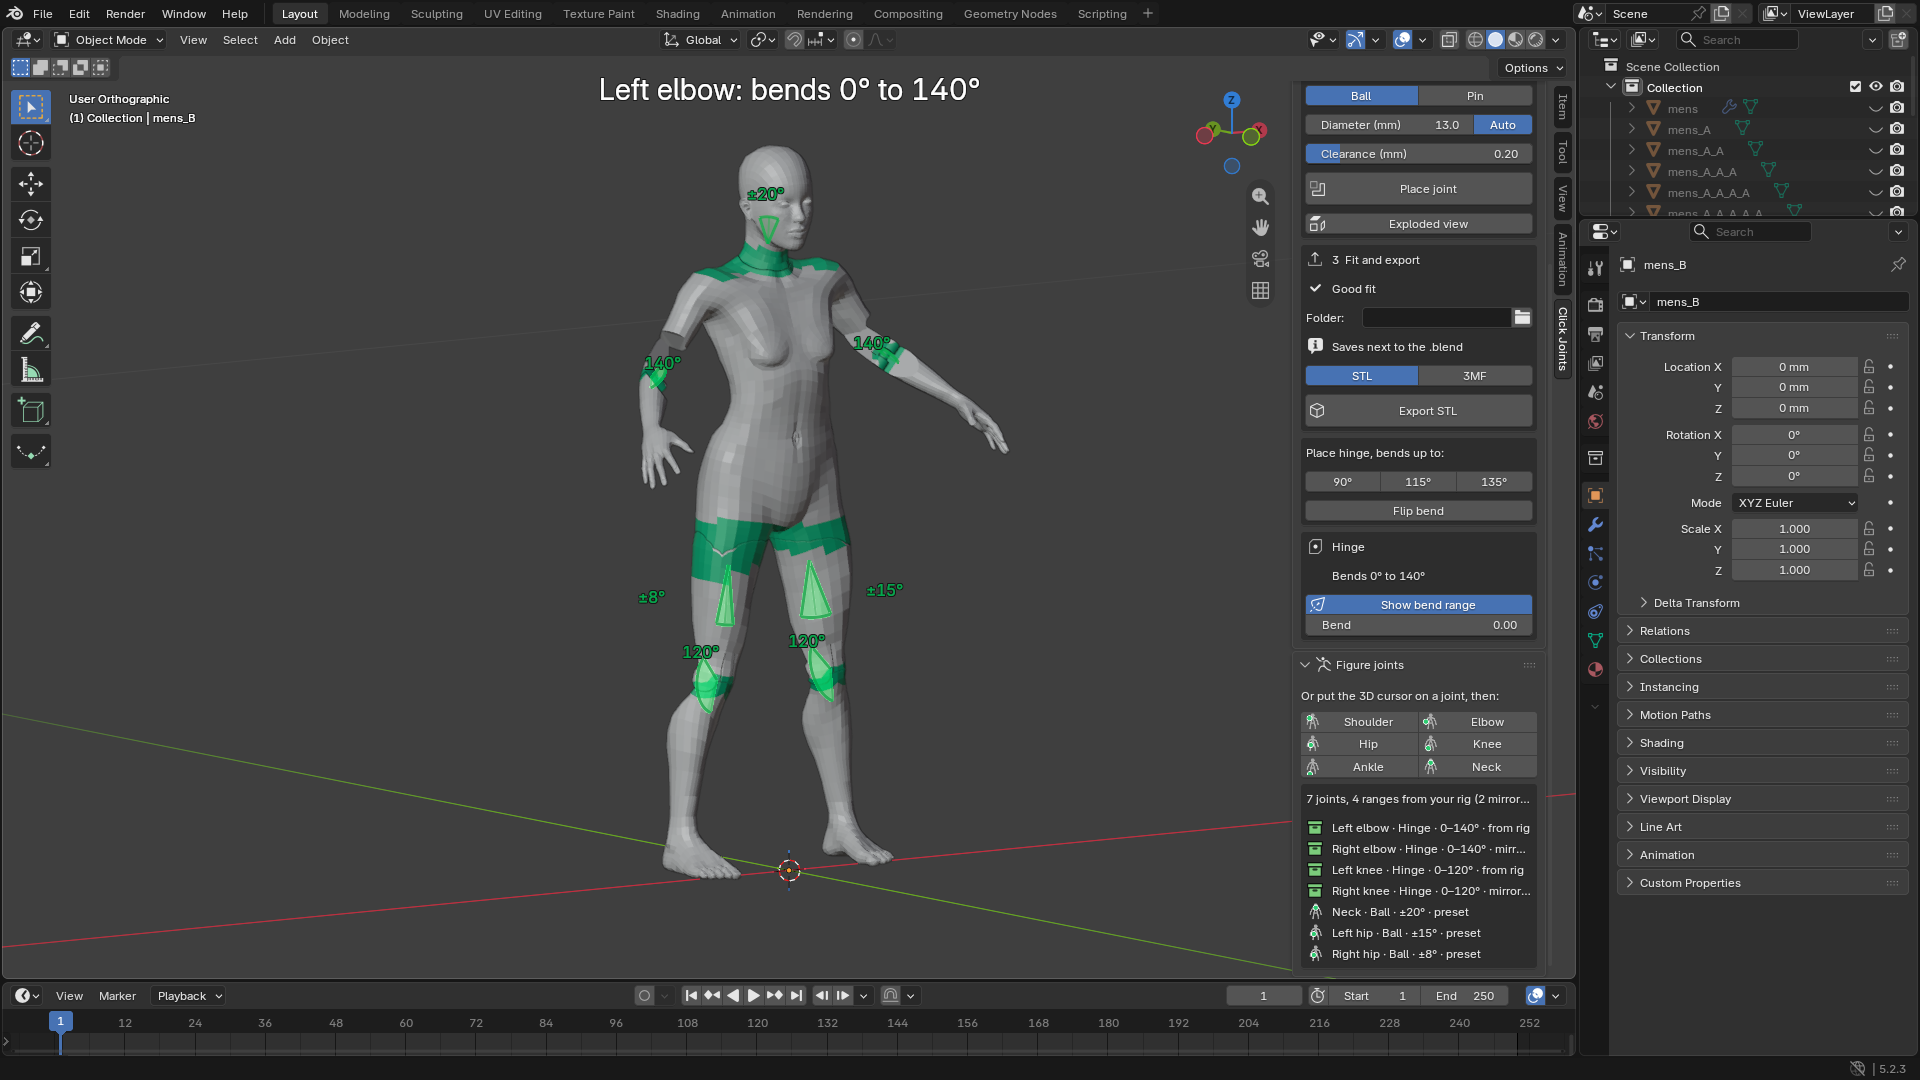 File Edit Render Window Help Layout Modeling Sculpting UV Editing Texture Paint Shading Animation Rendering Compositing Geometry Nodes Scripting + Scene ViewLayer
Object Mode View Select Add Object Global Search
Options
Left elbow: bends 0° to 140°
User Orthographic
(1) Collection | mens_B
Z
Y
X
±20°
140°
140°
±8°
±15°
120°
120°
Ball Pin
Diameter (mm) 13.0 Auto
Clearance (mm) 0.20
Place joint
Exploded view
3 Fit and export
Good fit
Folder:
Saves next to the .blend
STL 3MF
Export STL
Place hinge, bends up to:
90° 115° 135°
Flip bend
Hinge
Bends 0° to 140°
Show bend range
Bend 0.00
Figure joints
Or put the 3D cursor on a joint, then:
Shoulder Elbow
Hip Knee
Ankle Neck
7 joints, 4 ranges from your rig (2 mirror...
Left elbow · Hinge · 0–140° · from rig
Right elbow · Hinge · 0–140° · mirr...
Left knee · Hinge · 0–120° · from rig
Right knee · Hinge · 0–120° · mirror...
Neck · Ball · ±20° · preset
Left hip · Ball · ±15° · preset
Right hip · Ball · ±8° · preset
Item
Tool
View
Animation
Click Joints
Scene Collection
Collection
mens
mens_A
mens_A_A
mens_A_A_A
mens_A_A_A_A
mens_A_A_A_A_A
Search
mens_B
mens_B
Transform
Location X 0 mm
Y 0 mm
Z 0 mm
Rotation X 0°
Y 0°
Z 0°
Mode XYZ Euler
Scale X 1.000
Y 1.000
Z 1.000
Delta Transform
Relations
Collections
Instancing
Motion Paths
Shading
Visibility
Viewport Display
Line Art
Animation
Custom Properties
View Marker Playback 1 Start 1 End 250
1 12 24 36 48 60 72 84 96 108 120 132 144 156 168 180 192 204 216 228 240 252
5.2.3